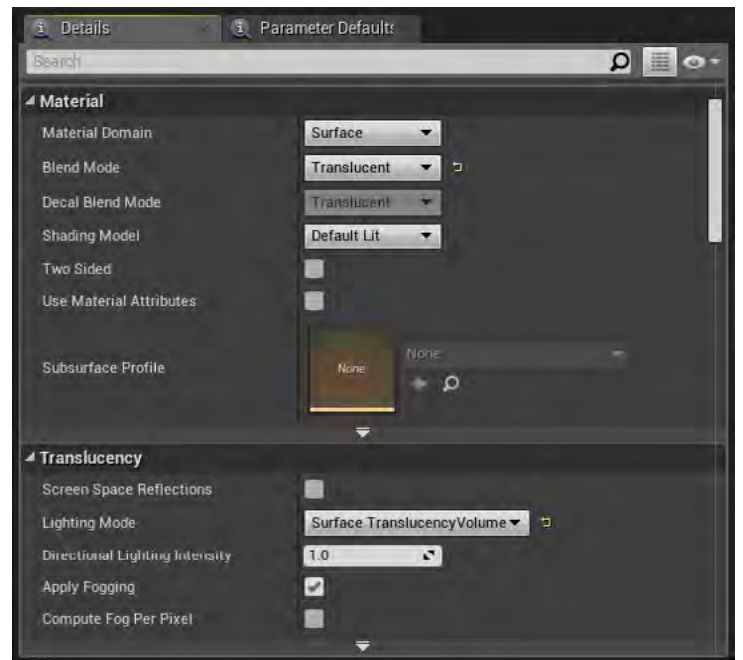 Details
Parameter Defaults
Search
Material
Material Domain Surface
Blend Mode Translucent
Decal Blend Mode Translucent
Shading Model Default Lit
Two Sided
Use Material Attributes
Subsurface Profile None None
Translucency
Screen Space Reflections
Lighting Mode Surface TranslucencyVolume
Directional Lighting Intensity 1.0
Apply Fogging
Compute Fog Per Pixel